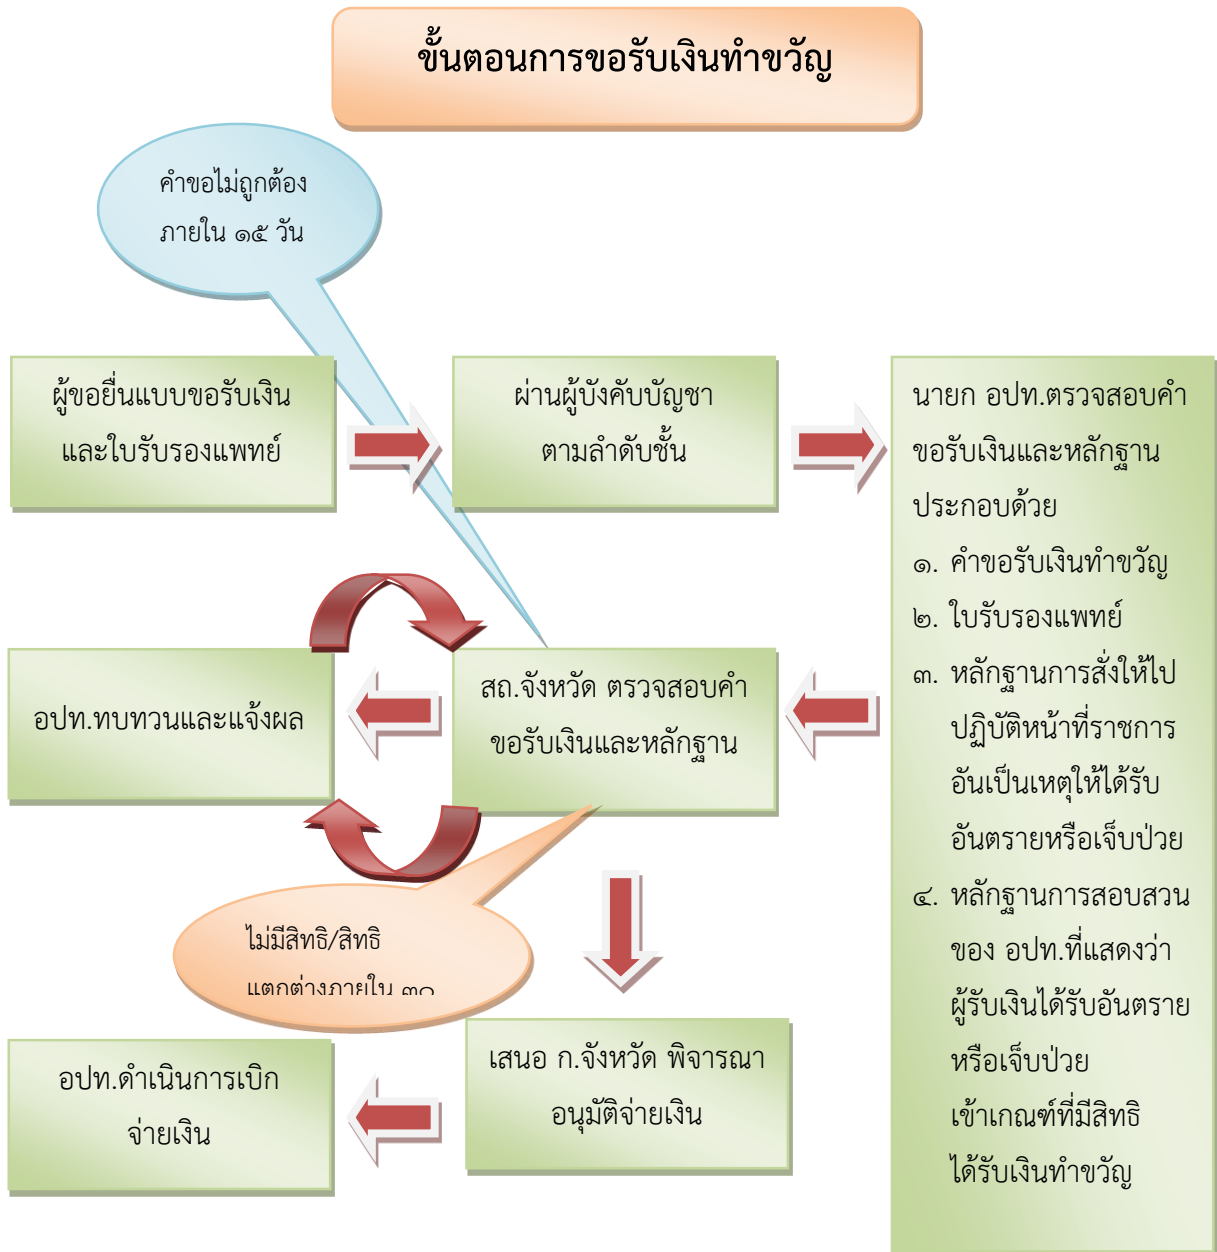 ขั้นตอนการขอรับเงินทำขวัญ
คำขอไม่ถูกต้อง
ภายใน ๑๕ วัน
ผู้ขอยื่นแบบขอรับเงิน
และใบรับรองแพทย์
ผ่านผู้บังคับบัญชา
ตามลำดับชั้น
นายก อปท.ตรวจสอบคำ
ขอรับเงินและหลักฐาน
ประกอบด้วย
๑. คำขอรับเงินทำขวัญ
๒. ใบรับรองแพทย์
๓. หลักฐานการสั่งให้ไป
ปฏิบัติหน้าที่ราชการ
อันเป็นเหตุให้ได้รับ
อันตรายหรือเจ็บป่วย
๔. หลักฐานการสอบสวน
ของ อปท.ที่แสดงว่า
ผู้รับเงินได้รับอันตราย
หรือเจ็บป่วย
เข้าเกณฑ์ที่มีสิทธิ
ได้รับเงินทำขวัญ
สถ.จังหวัด ตรวจสอบคำ
ขอรับเงินและหลักฐาน
อปท.ทบทวนและแจ้งผล
ไม่มีสิทธิ/สิทธิ
แตกต่างภายใน ๓๐
เสนอ ก.จังหวัด พิจารณา
อนุมัติจ่ายเงิน
อปท.ดำเนินการเบิก
จ่ายเงิน